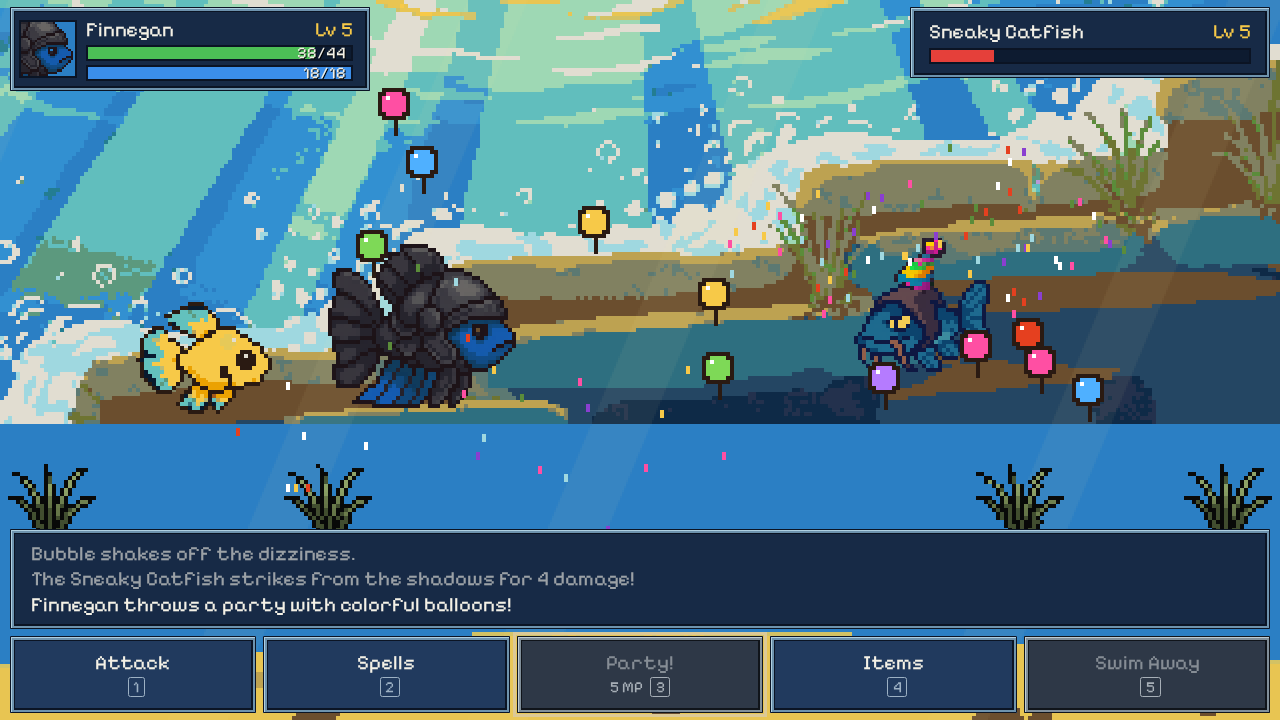 Finnegan Lv 5
38/44
18/18
Sneaky Catfish Lv 5
Bubble shakes off the dizziness.
The Sneaky Catfish strikes from the shadows for 4 damage!
Finnegan throws a party with colorful balloons!
Attack
1
Spells
2
Party!
5 MP 3
Items
4
Swim Away
5